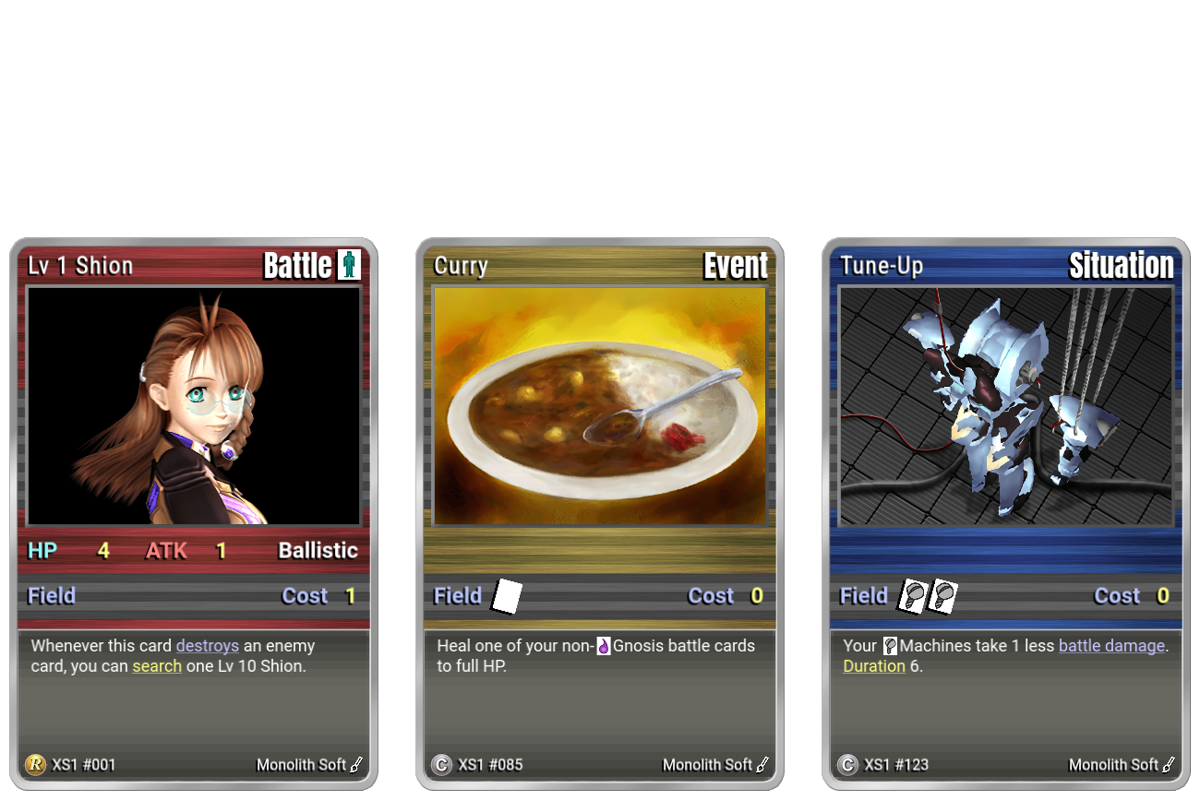 Lv 1 Shion Battle
HP 4 ATK 1 Ballistic
Field Cost 1
Whenever this card destroys an enemy
card, you can search one Lv 10 Shion.
R XS1 #001 Monolith Soft
Curry Event
Field Cost 0
Heal one of your non-Gnosis battle cards
to full HP.
C XS1 #085 Monolith Soft
Tune-Up Situation
Field Cost 0
Your Machines take 1 less battle damage.
Duration 6.
C XS1 #123 Monolith Soft